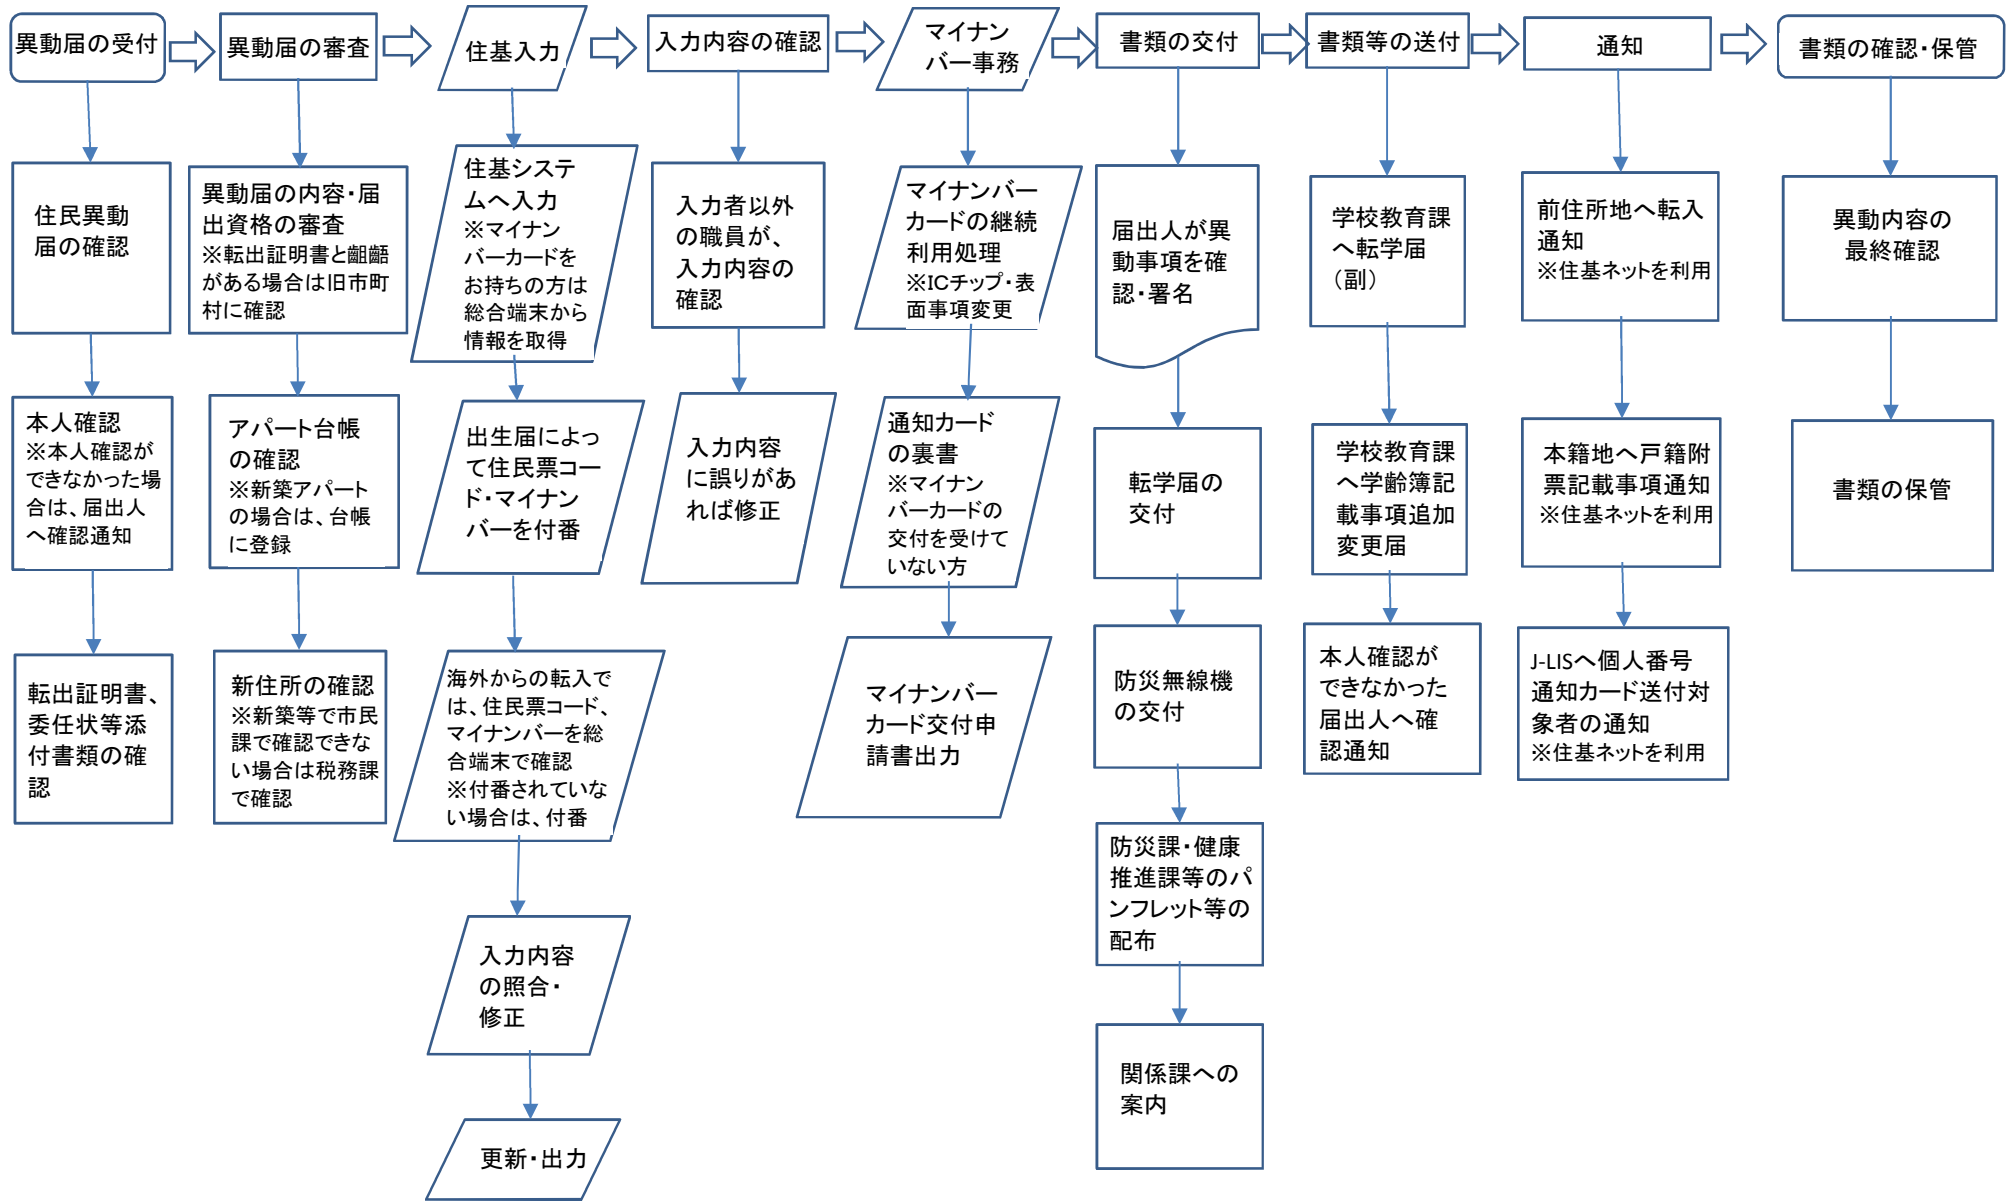 異動届の受付
異動届の審査
住基入力
入力内容の確認
マイナン
バー事務
書類の交付
書類等の送付
通知
書類の確認・保管
住民異動
届の確認
本人確認
※本人確認が
できなかった場
合は、届出人
へ確認通知
転出証明書、
委任状等添
付書類の確
認
異動届の内容・届
出資格の審査
※転出証明書と齟齬
がある場合は旧市町
村に確認
アパート台帳
の確認
※新築アパート
の場合は、台帳
に登録
新住所の確認
※新築等で市民
課で確認できな
い場合は税務課
で確認
住基システ
ムへ入力
※マイナン
バーカードを
お持ちの方は
総合端末から
情報を取得
出生届によっ
て住民票コー
ド・マイナン
バーを付番
海外からの転入で
は、住民票コード、
マイナンバーを総
合端末で確認
※付番されていな
い場合は、付番
入力内容
の照合・
修正
更新・出力
入力者以外
の職員が、
入力内容の
確認
入力内容
に誤りがあ
れば修正
マイナンバー
カードの継続
利用処理
※ICチップ・表
面事項変更
通知カード
の裏書
※マイナン
バーカードの
交付を受けて
いない方
マイナンバー
カード交付申
請書出力
届出人が異
動事項を確
認・署名
転学届の
交付
防災無線機
の交付
防災課・健康
推進課等のパ
ンフレット等の
配布
関係課への
案内
学校教育課
へ転学届
（副）
学校教育課
へ学齢簿記
載事項追加
変更届
本人確認が
できなかった
届出人へ確
認通知
前住所地へ転入
通知
※住基ネットを利用
本籍地へ戸籍附
票記載事項通知
※住基ネットを利用
J-LISへ個人番号
通知カード送付対
象者の通知
※住基ネットを利用
異動内容の
最終確認
書類の保管